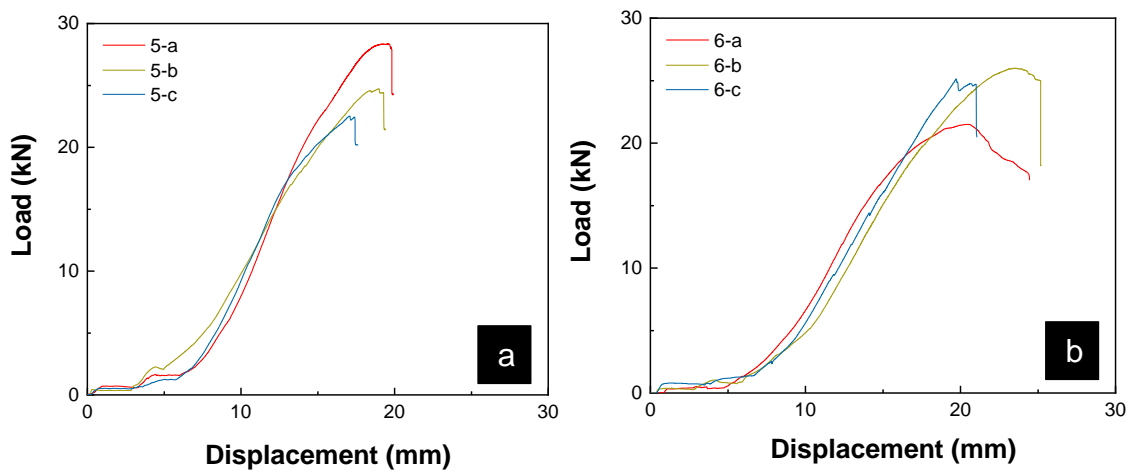 30
20
10
0
0
10
20
30
Load (kN)
Displacement (mm)
5-a
5-b
5-c
a
30
20
10
0
0
10
20
30
Load (kN)
Displacement (mm)
6-a
6-b
6-c
b